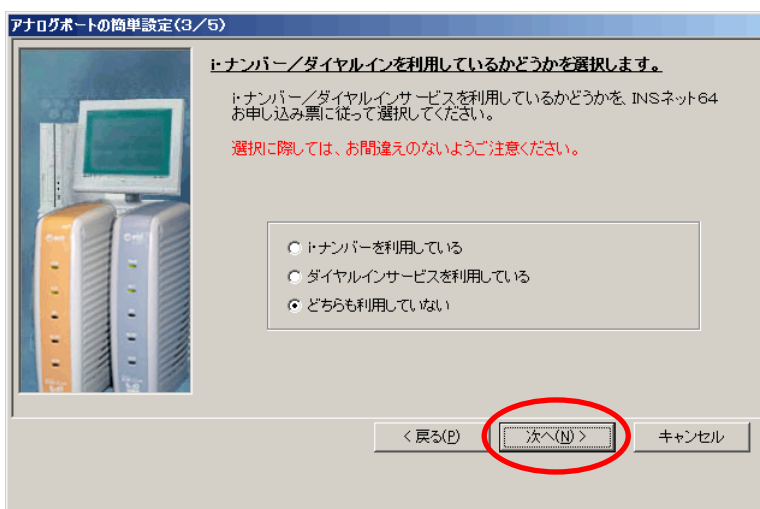 アナログポートの簡単設定(3/5)
i・ナンバー/ダイヤルインを利用しているかどうかを選択します。
i・ナンバー/ダイヤルインサービスを利用しているかどうかを、INSネット64
お申し込み票に従って選択してください。
選択に際しては、お間違えのないようご注意ください。
i・ナンバーを利用している
ダイヤルインサービスを利用している
どちらも利用していない
< 戻る(P)
次へ(N) >
キャンセル